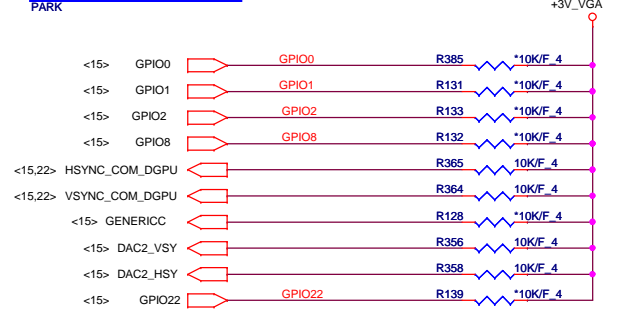 PARK
+3V_VGA
<15> GPIO0 GPIO0 R385 *10K/F_4
<15> GPIO1 GPIO1 R131 *10K/F_4
<15> GPIO2 GPIO2 R133 *10K/F_4
<15> GPIO8 GPIO8 R132 *10K/F_4
<15,22> HSYNC_COM_DGPU R365 10K/F_4
<15,22> VSYNC_COM_DGPU R364 10K/F_4
<15> GENERICC R128 *10K/F_4
<15> DAC2_VSY R356 10K/F_4
<15> DAC2_HSY R358 10K/F_4
<15> GPIO22 GPIO22 R139 *10K/F_4